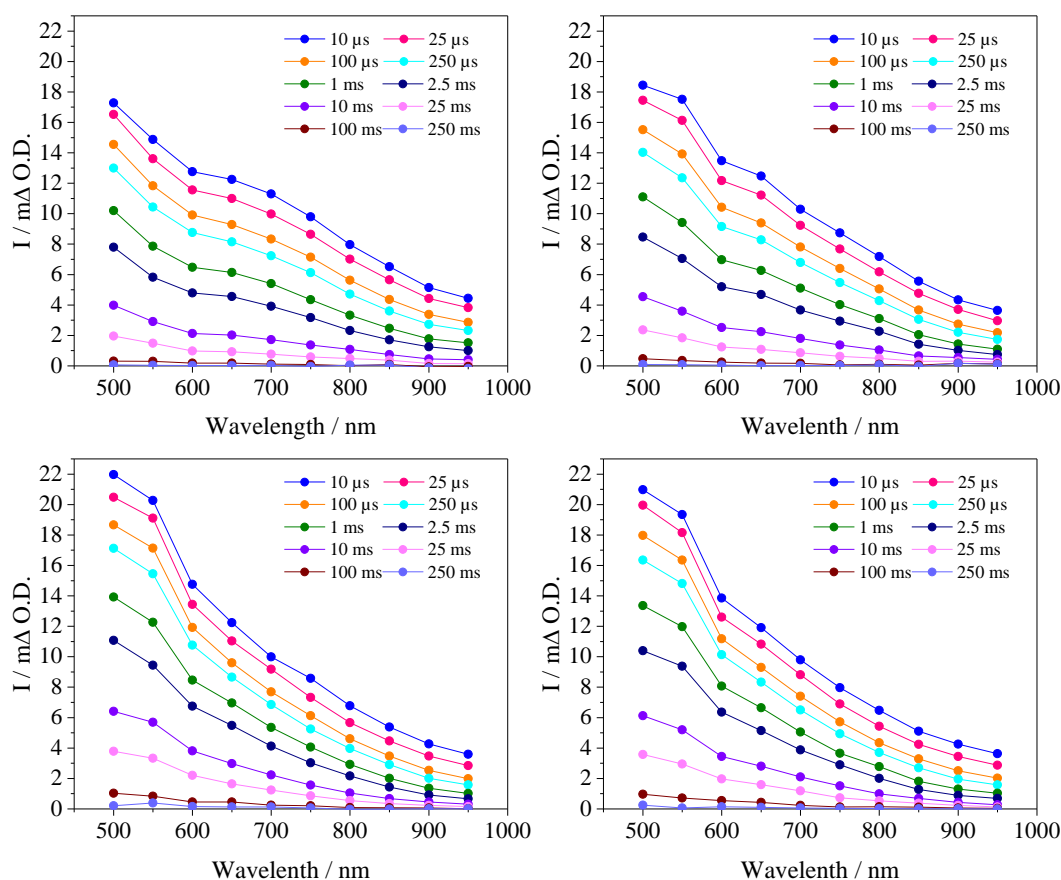 22
20
18
16
14
12
10
8
6
4
2
0
I / mΔ O.D.
10 µs 25 µs
100 µs 250 µs
1 ms 2.5 ms
10 ms 25 ms
100 ms 250 ms
500 600 700 800 900 1000
Wavelength / nm
22
20
18
16
14
12
10
8
6
4
2
0
I / mΔ O.D.
10 µs 25 µs
100 µs 250 µs
1 ms 2.5 ms
10 ms 25 ms
100 ms 250 ms
500 600 700 800 900 1000
Wavelenth / nm
22
20
18
16
14
12
10
8
6
4
2
0
I / mΔ O.D.
10 µs 25 µs
100 µs 250 µs
1 ms 2.5 ms
10 ms 25 ms
100 ms 250 ms
500 600 700 800 900 1000
Wavelenth / nm
22
20
18
16
14
12
10
8
6
4
2
0
I / mΔ O.D.
10 µs 25 µs
100 µs 250 µs
1 ms 2.5 ms
10 ms 25 ms
100 ms 250 ms
500 600 700 800 900 1000
Wavelenth / nm